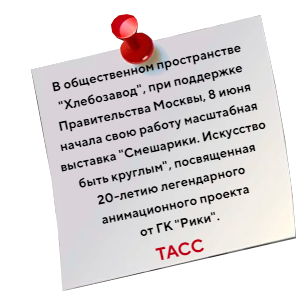 В общественном пространстве
"Хлебозавод", при поддержке
Правительства Москвы, 8 июня
начала свою работу масштабная
выставка "Смешарики. Искусство
быть круглым", посвященная
20-летию легендарного
анимационного проекта
от ГК "Рики".
ТАСС